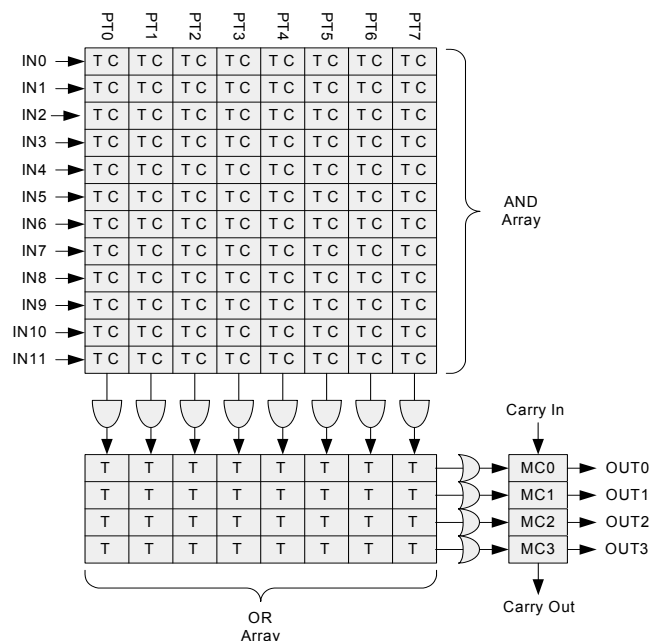 PT0 PT1 PT2 PT3 PT4 PT5 PT6 PT7
IN0 T C T C T C T C T C T C T C T C
IN1 T C T C T C T C T C T C T C T C
IN2 T C T C T C T C T C T C T C T C
IN3 T C T C T C T C T C T C T C T C
IN4 T C T C T C T C T C T C T C T C
IN5 T C T C T C T C T C T C T C T C
IN6 T C T C T C T C T C T C T C T C
IN7 T C T C T C T C T C T C T C T C
IN8 T C T C T C T C T C T C T C T C
IN9 T C T C T C T C T C T C T C T C
IN10 T C T C T C T C T C T C T C T C
IN11 T C T C T C T C T C T C T C T C
AND
Array
Carry In
T T T T T T T T MC0 OUT0
T T T T T T T T MC1 OUT1
T T T T T T T T MC2 OUT2
T T T T T T T T MC3 OUT3
Carry Out
OR
Array